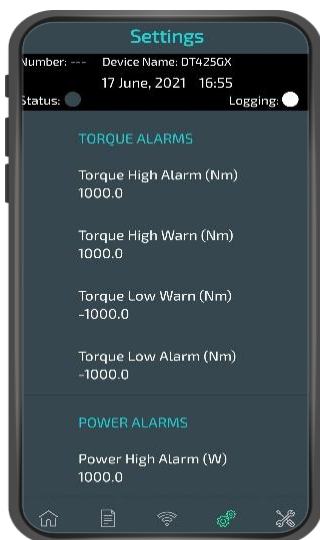 Settings
Number: --- Device Name: DT425GX
17 June, 2021 16:55
Status: Logging:
TORQUE ALARMS
Torque High Alarm (Nm)
1000.0
Torque High Warn (Nm)
1000.0
Torque Low Warn (Nm)
-1000.0
Torque Low Alarm (Nm)
-1000.0
POWER ALARMS
Power High Alarm (W)
1000.0